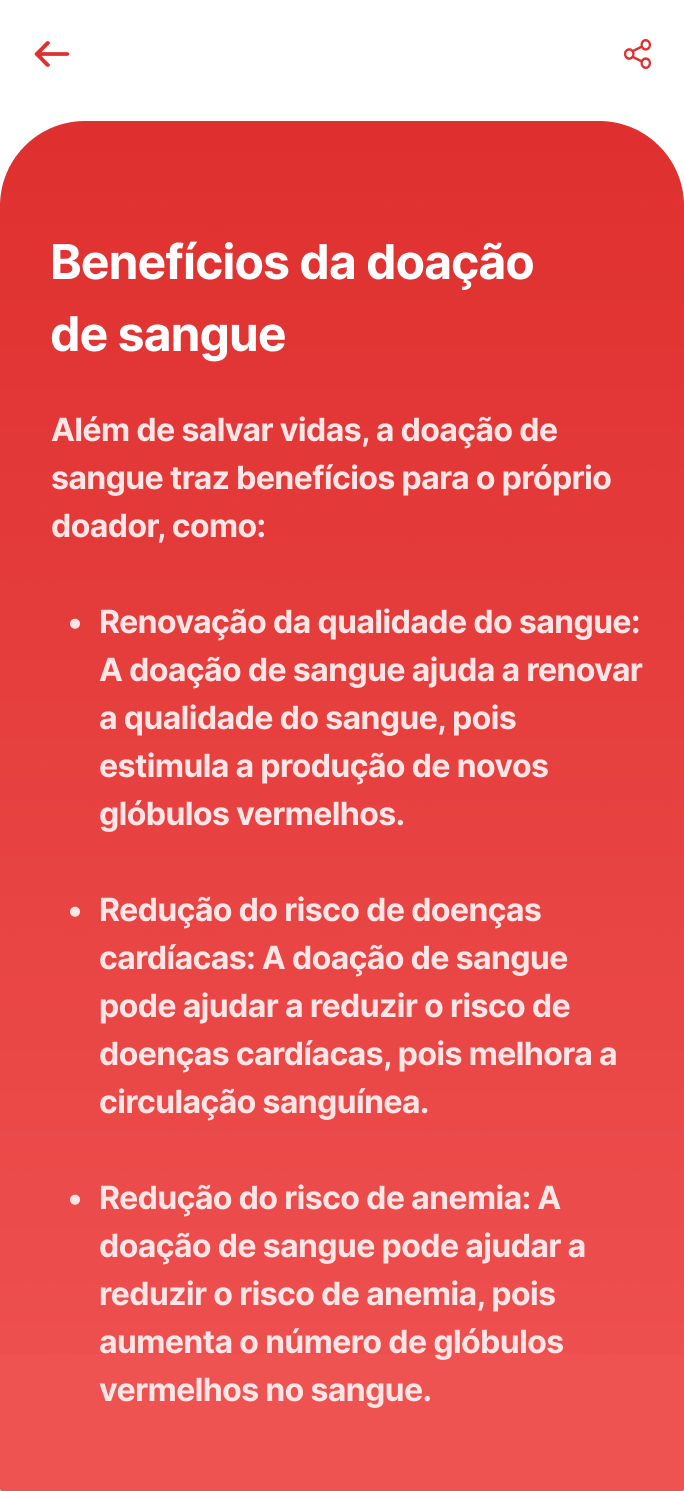 Benefícios da doação
de sangue
Além de salvar vidas, a doação de
sangue traz benefícios para o próprio
doador, como:
• Renovação da qualidade do sangue:
A doação de sangue ajuda a renovar
a qualidade do sangue, pois
estimula a produção de novos
glóbulos vermelhos.
• Redução do risco de doenças
cardíacas: A doação de sangue
pode ajudar a reduzir o risco de
doenças cardíacas, pois melhora a
circulação sanguínea.
• Redução do risco de anemia: A
doação de sangue pode ajudar a
reduzir o risco de anemia, pois
aumenta o número de glóbulos
vermelhos no sangue.